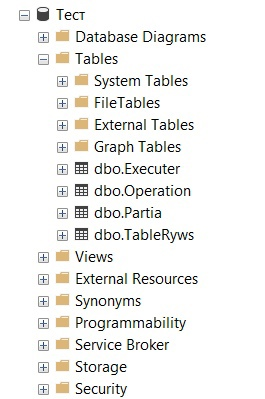 Тест
Database Diagrams
Tables
System Tables
FileTables
External Tables
Graph Tables
dbo.Executer
dbo.Operation
dbo.Partia
dbo.TableRyws
Views
External Resources
Synonyms
Programmability
Service Broker
Storage
Security